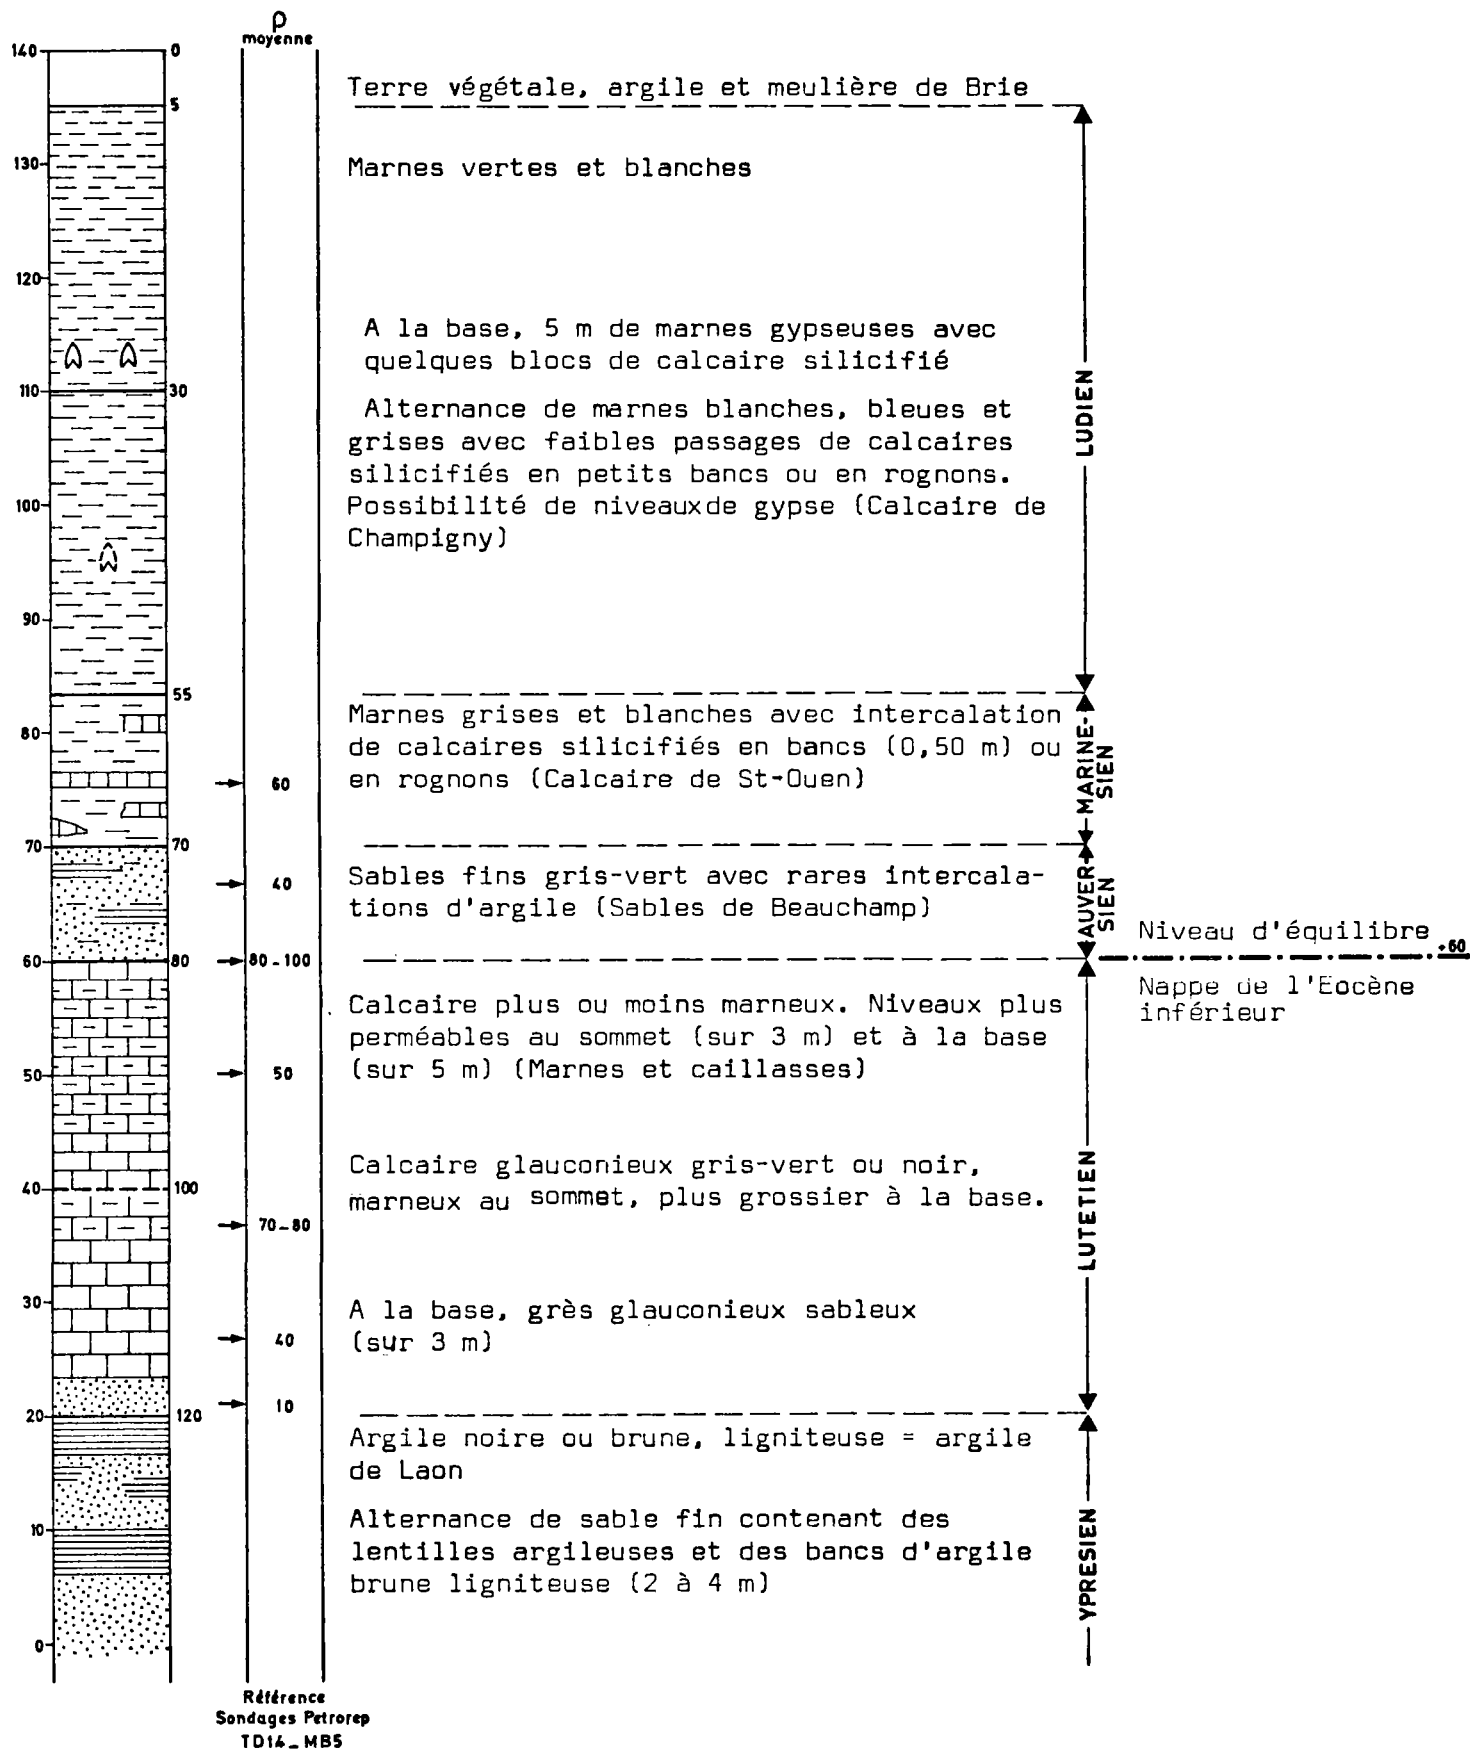 ρ
moyenne
140 0
Terre végétale, argile et meulière de Brie
5
130
Marnes vertes et blanches
120
A la base, 5 m de marnes gypseuses avec
quelques blocs de calcaire silicifié
110 30
Alternance de marnes blanches, bleues et
grises avec faibles passages de calcaires
silicifiés en petits bancs ou en rognons.
Possibilité de niveaux de gypse (Calcaire de
Champigny)
100
90
LUDIEN
55
Marnes grises et blanches avec intercalation
de calcaires silicifiés en bancs (0,50 m) ou
en rognons (Calcaire de St-Ouen)
80
60
MARINE-
SIEN
70 70
Sables fins gris-vert avec rares intercala-
tions d'argile (Sables de Beauchamp)
40
AUVER-
SIEN
Niveau d'équilibre +60
60 80 80-100
Nappe de l'Eocène
inférieur
Calcaire plus ou moins marneux. Niveaux plus
perméables au sommet (sur 3 m) et à la base
(sur 5 m) (Marnes et caillasses)
50 50
Calcaire glauconieux gris-vert ou noir,
marneux au sommet, plus grossier à la base.
40 100
70-80
LUTETIEN
30
A la base, grès glauconieux sableux
(sur 3 m)
40
10
20 120
Argile noire ou brune, ligniteuse = argile
de Laon
Alternance de sable fin contenant des
lentilles argileuses et des bancs d'argile
brune ligniteuse (2 à 4 m)
10
YPRESIEN
0
Référence
Sondages Petrorep
TD14_MB5